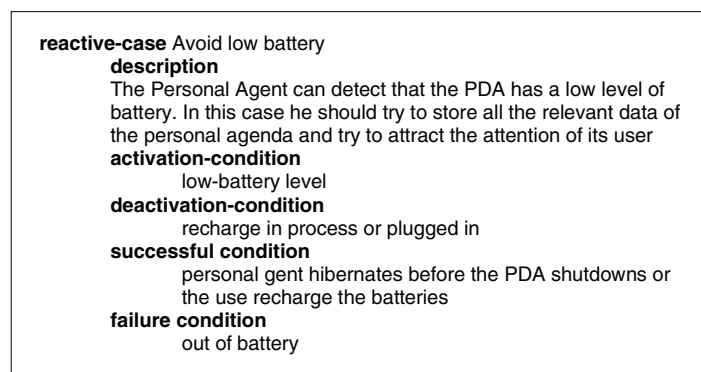 reactive-case Avoid low battery
description
The Personal Agent can detect that the PDA has a low level of
battery. In this case he should try to store all the relevant data of
the personal agenda and try to attract the attention of its user
activation-condition
low-battery level
deactivation-condition
recharge in process or plugged in
successful condition
personal gent hibernates before the PDA shutdowns or
the use recharge the batteries
failure condition
out of battery